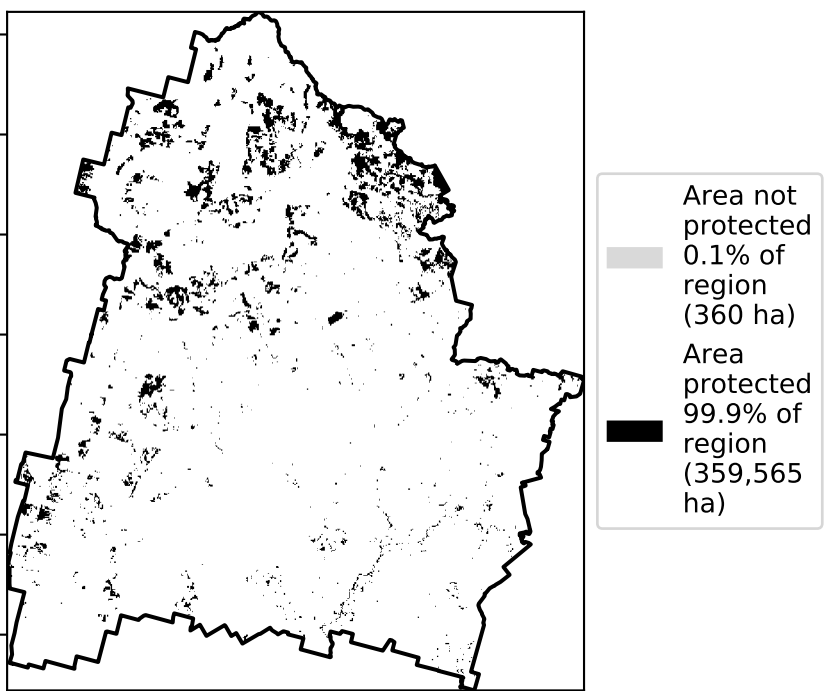 Area not
protected
0.1% of
region
(360 ha)
Area
protected
99.9% of
region
(359,565
ha)